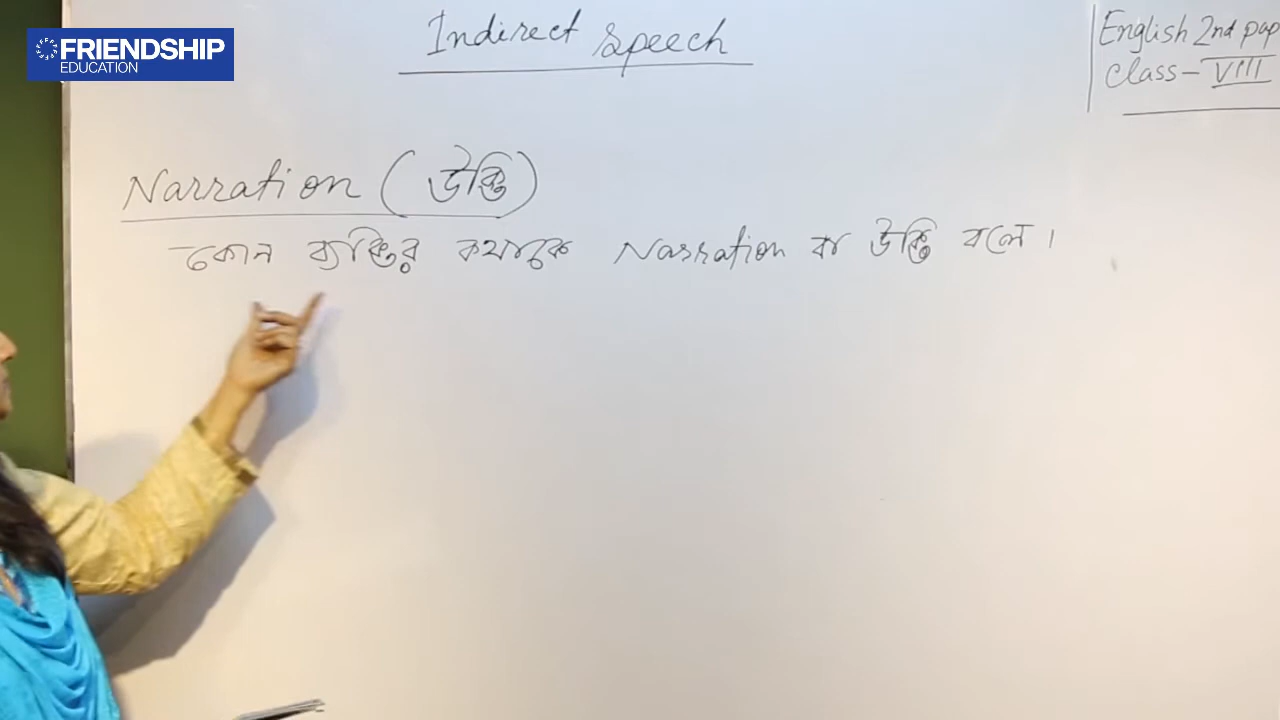 FRIENDSHIP
EDUCATION
Indirect Speech
English 2nd pap
class - VIII
Narration (উক্তি)
কোন ব্যক্তির কথাকে Narration বা উক্তি বলে।